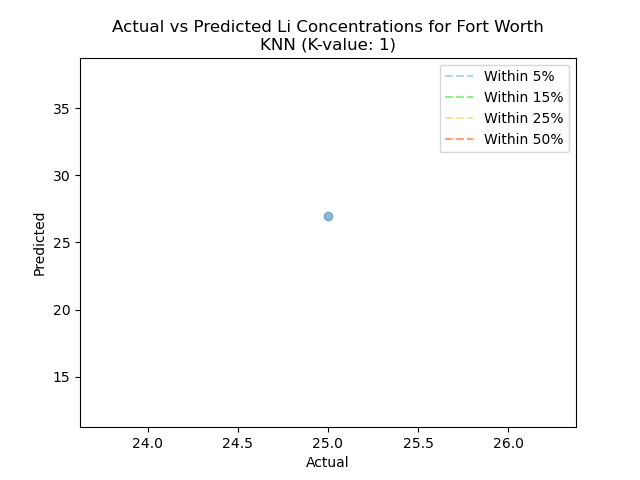 Actual vs Predicted Li Concentrations for Fort Worth
KNN (K-value: 1)
Within 5%
Within 15%
Within 25%
Within 50%
35
30
25
20
15
Predicted
24.0 24.5 25.0 25.5 26.0
Actual